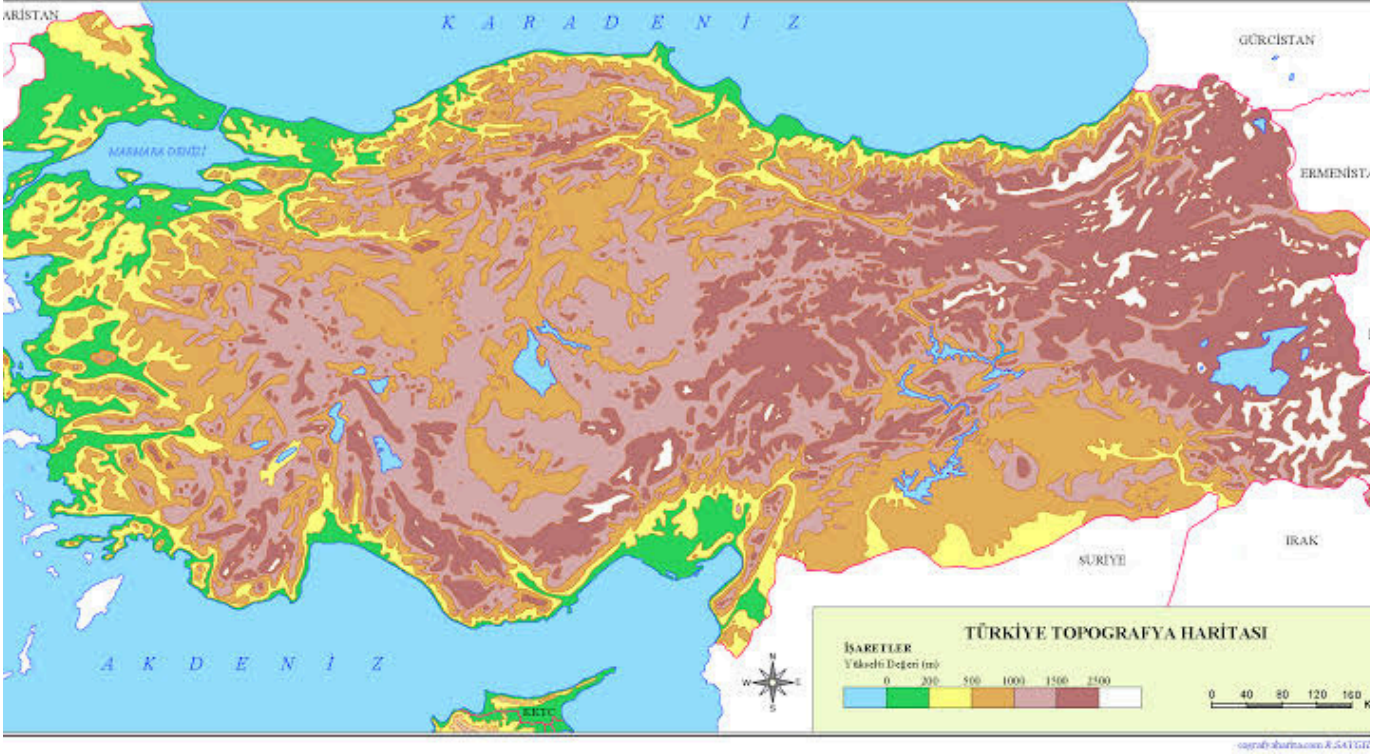 K A R A D E N İ Z
ARİSTAN
GÜRCİSTAN
MARMARA DENİZİ
ERMENİSTA
IRAK
SURİYE
A K D E N İ Z
KKTC
N
W E
S
TÜRKİYE TOPOGRAFYA HARİTASI
İŞARETLER
Yükselti Değeri (m)
0 200 500 1000 1500 2500
0 40 80 120 160 K